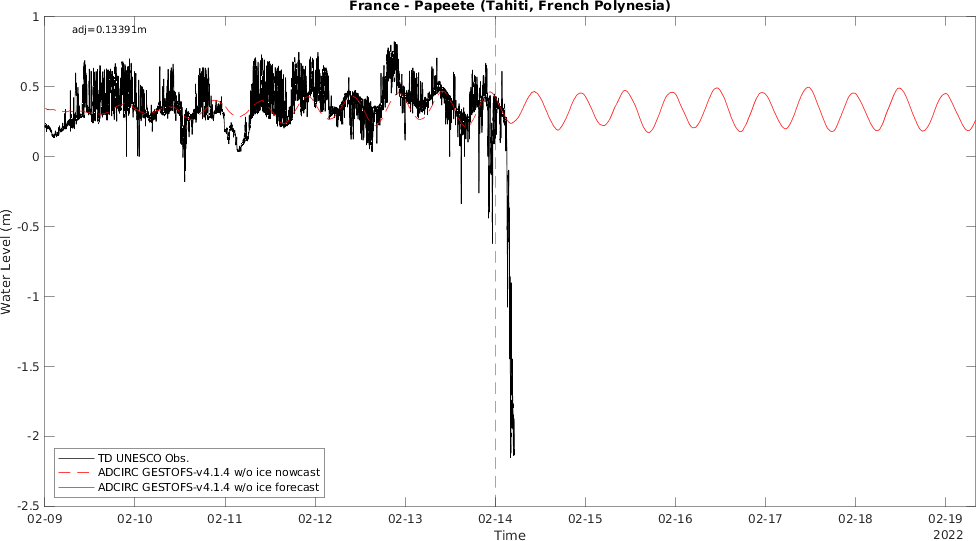 France - Papeete (Tahiti, French Polynesia)
adj=0.13391m
1
0.5
0
-0.5
-1
-1.5
-2
-2.5
Water Level (m)
TD UNESCO Obs.
ADCIRC GESTOFS-v4.1.4 w/o ice nowcast
ADCIRC GESTOFS-v4.1.4 w/o ice forecast
02-09 02-10 02-11 02-12 02-13 02-14 02-15 02-16 02-17 02-18 02-19
Time
2022